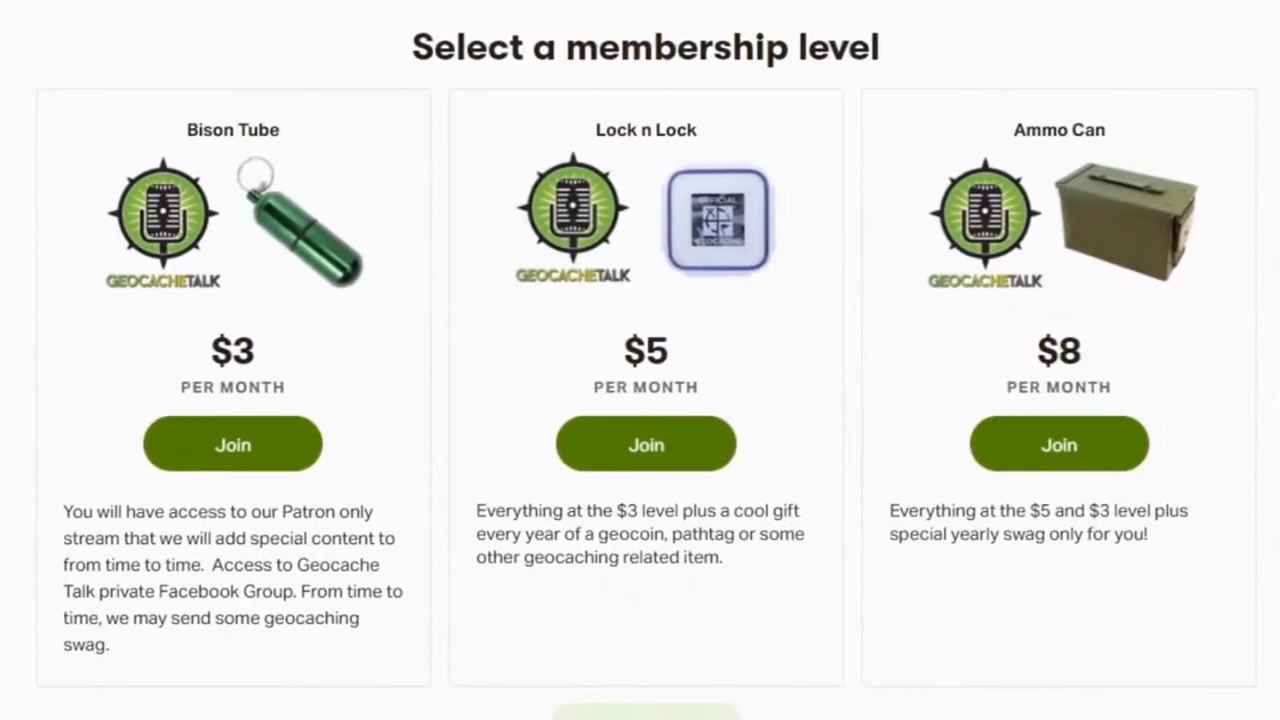 Select a membership level
Bison Tube
GEOCACHETALK
$3
PER MONTH
Join
You will have access to our Patron only
stream that we will add special content to
from time to time. Access to Geocache
Talk private Facebook Group. From time to
time, we may send some geocaching
swag.
Lock n Lock
GEOCACHETALK
OFFICIAL
GEOCACHE
$5
PER MONTH
Join
Everything at the $3 level plus a cool gift
every year of a geocoin, pathtag or some
other geocaching related item.
Ammo Can
GEOCACHETALK
$8
PER MONTH
Join
Everything at the $5 and $3 level plus
special yearly swag only for you!